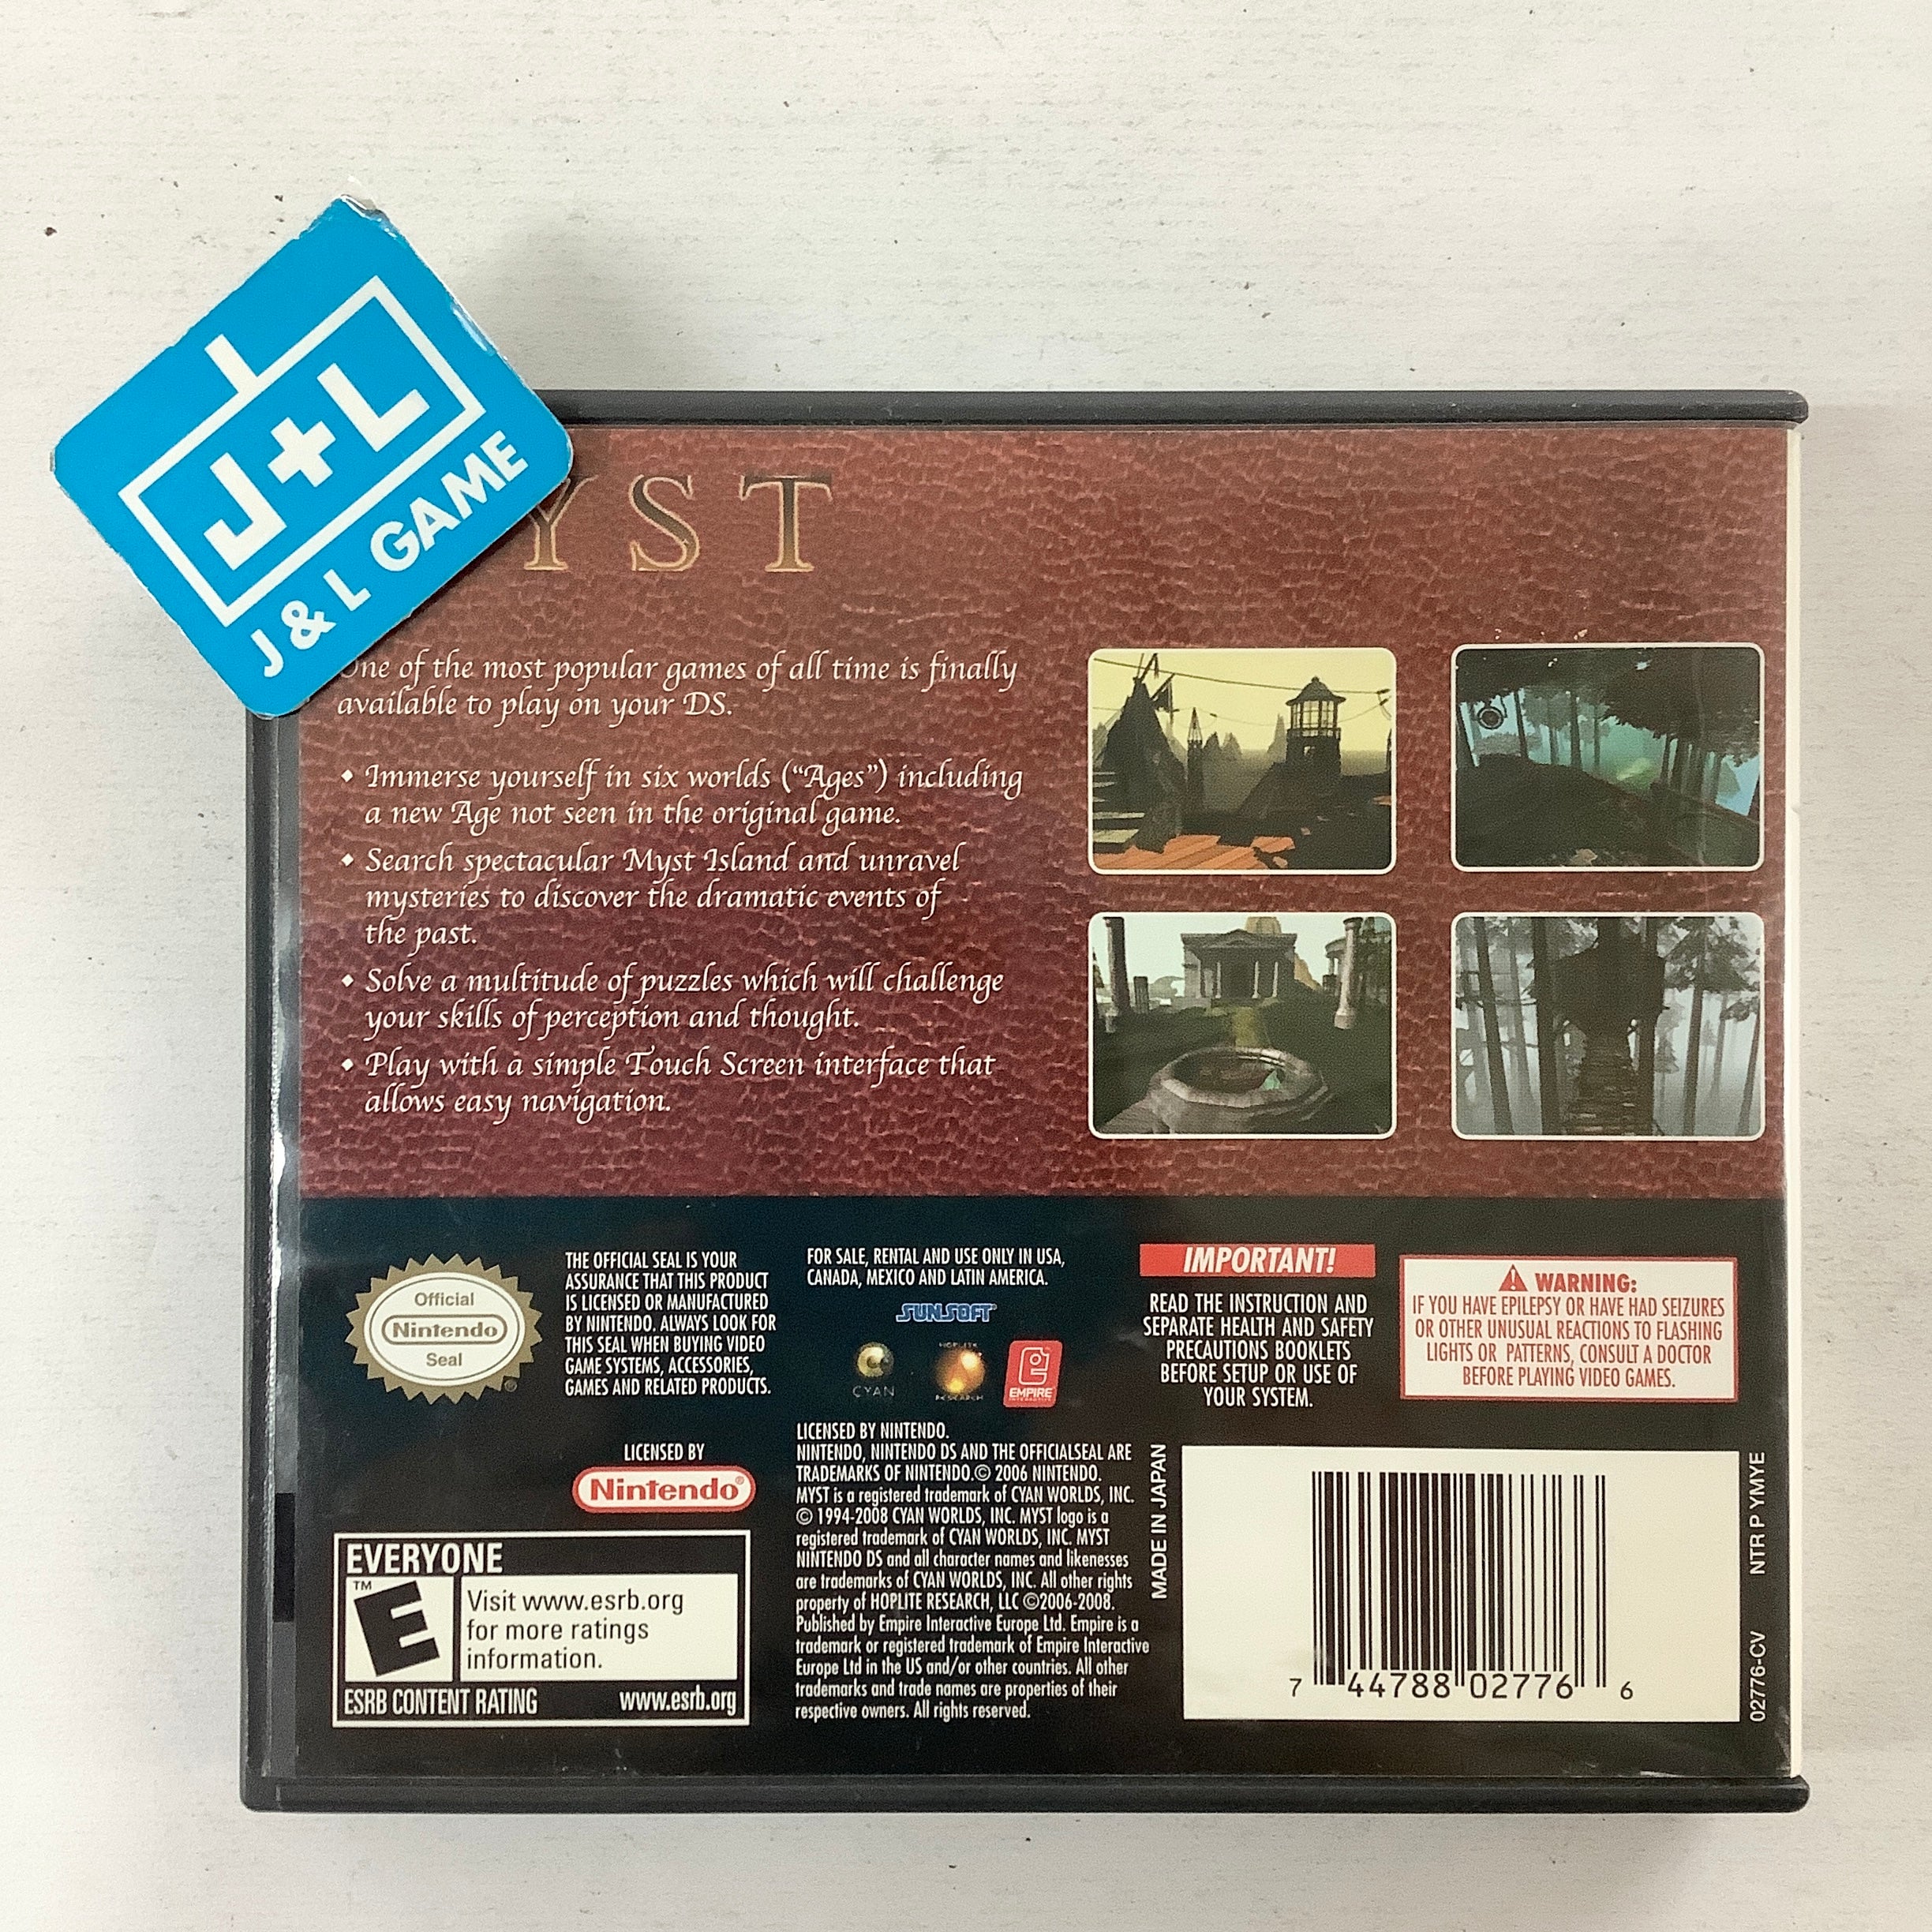 J+L
J & L GAME
YST
One of the most popular games of all time is finally
available to play on your DS.
• Immerse yourself in six worlds (“Ages”) including
a new Age not seen in the original game.
• Search spectacular Myst Island and unravel
mysteries to discover the dramatic events of
the past.
• Solve a multitude of puzzles which will challenge
your skills of perception and thought.
• Play with a simple Touch Screen interface that
allows easy navigation.
Official
Nintendo
Seal
THE OFFICIAL SEAL IS YOUR
ASSURANCE THAT THIS PRODUCT
IS LICENSED OR MANUFACTURED
BY NINTENDO. ALWAYS LOOK FOR
THIS SEAL WHEN BUYING VIDEO
GAME SYSTEMS, ACCESSORIES,
GAMES AND RELATED PRODUCTS.
FOR SALE, RENTAL AND USE ONLY IN USA,
CANADA, MEXICO AND LATIN AMERICA.
SUNSOFT
CYAN
HOPLITE
RESEARCH
EMPIRE
INTERACTIVE
IMPORTANT!
READ THE INSTRUCTION AND
SEPARATE HEALTH AND SAFETY
PRECAUTIONS BOOKLETS
BEFORE SETUP OR USE OF
YOUR SYSTEM.
WARNING:
IF YOU HAVE EPILEPSY OR HAVE HAD SEIZURES
OR OTHER UNUSUAL REACTIONS TO FLASHING
LIGHTS OR PATTERNS, CONSULT A DOCTOR
BEFORE PLAYING VIDEO GAMES.
LICENSED BY
Nintendo®
EVERYONE
™
E
Visit www.esrb.org
for more ratings
information.
ESRB CONTENT RATING www.esrb.org
LICENSED BY NINTENDO.
NINTENDO, NINTENDO DS AND THE OFFICIALSEAL ARE
TRADEMARKS OF NINTENDO.© 2006 NINTENDO.
MYST is a registered trademark of CYAN WORLDS, INC.
© 1994-2008 CYAN WORLDS, INC. MYST logo is a
registered trademark of CYAN WORLDS, INC. MYST
NINTENDO DS and all character names and likenesses
are trademarks of CYAN WORLDS, INC. All other rights
property of HOPLITE RESEARCH, LLC ©2006-2008.
Published by Empire Interactive Europe Ltd. Empire is a
trademark or registered trademark of Empire Interactive
Europe Ltd in the US and/or other countries. All other
trademarks and trade names are properties of their
respective owners. All rights reserved.
MADE IN JAPAN
7 44788 02776 6
02776-CV NTR P YMYE